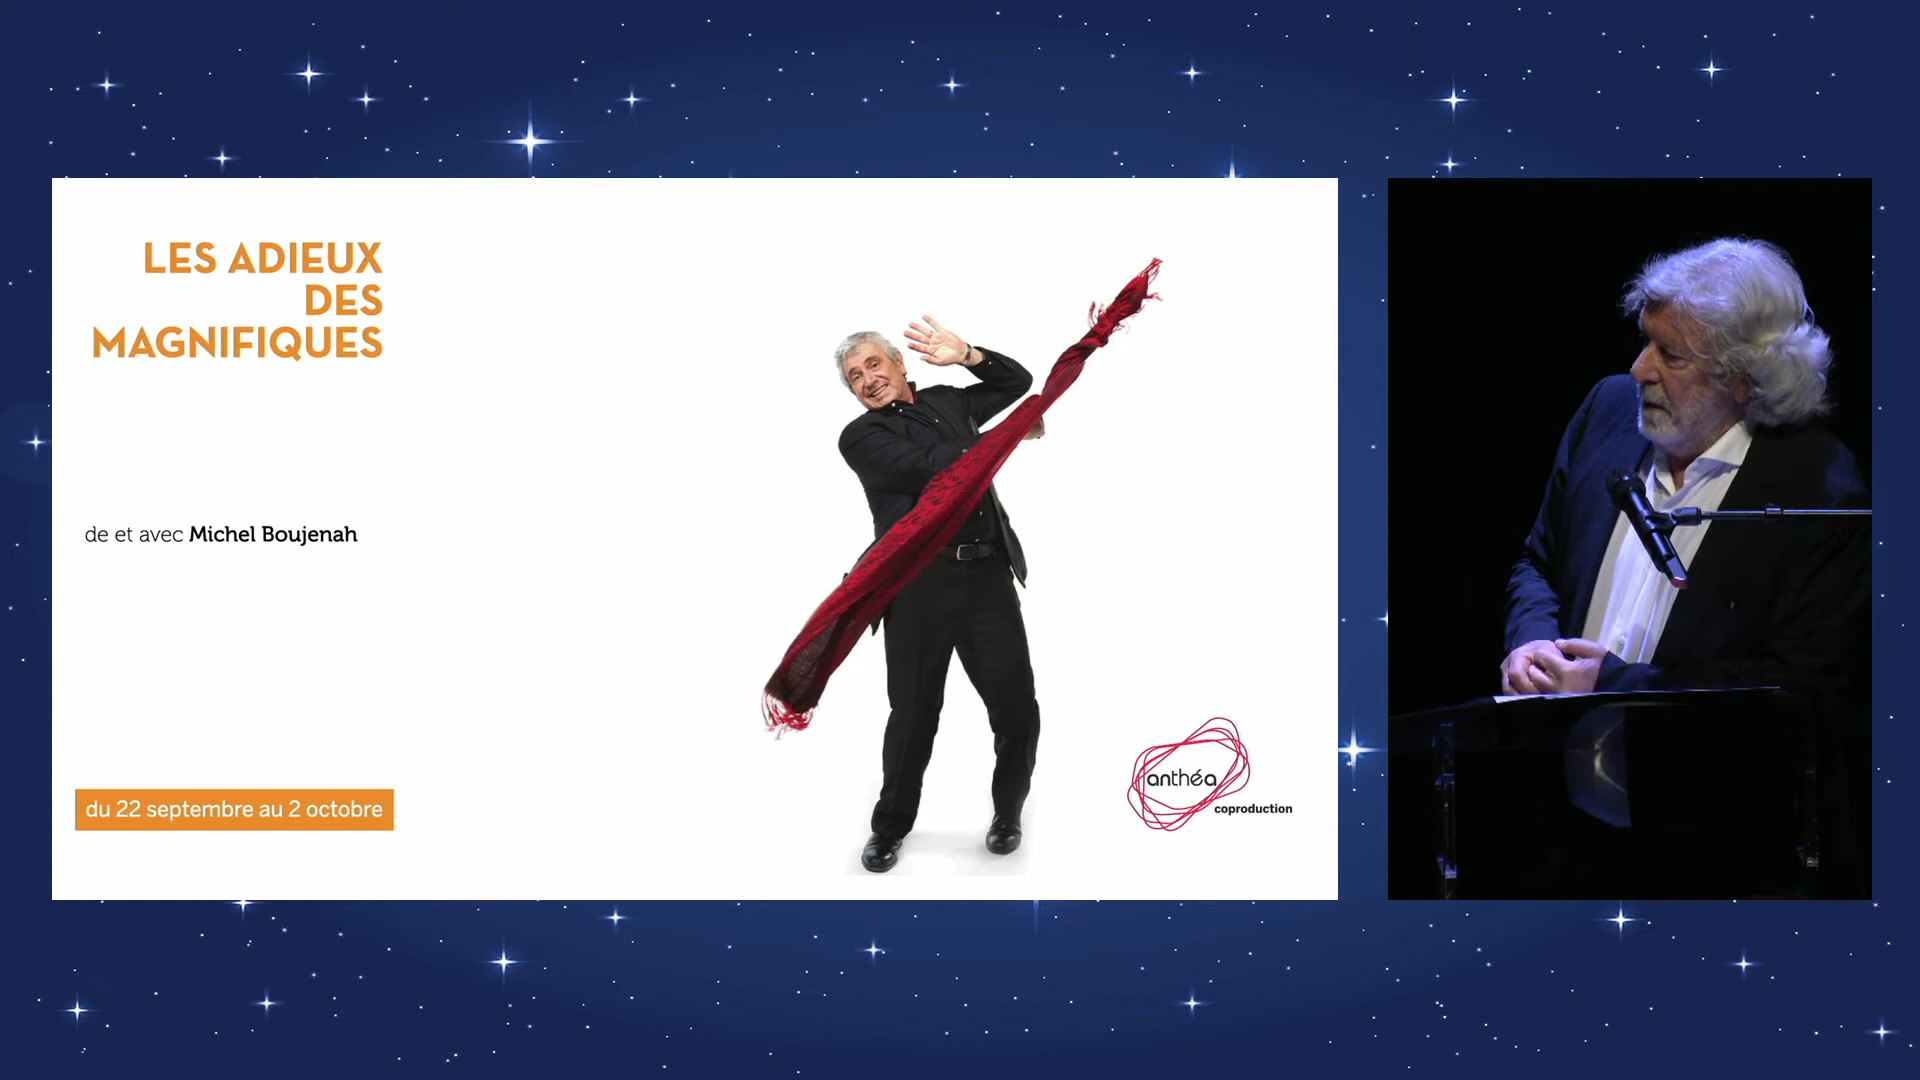 LES ADIEUX
DES
MAGNIFIQUES
de et avec Michel Boujenah
du 22 septembre au 2 octobre
anthéa
coproduction